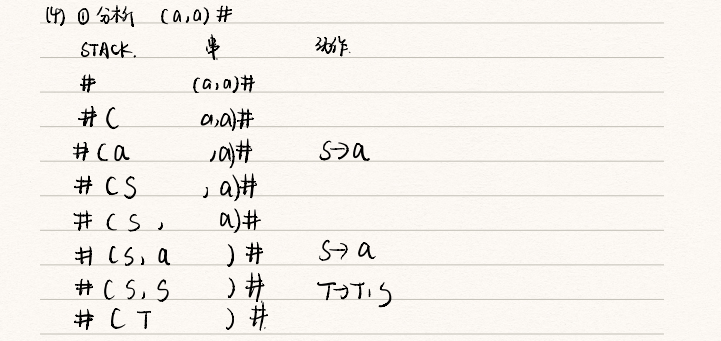 (4) ① 分析 (a,a)#
STACK. 串 动作
# (a,a)#
#( a,a)#
#(a ,a)# S→a
#(S ,a)#
#(S, a)#
#(S,a )# S→a
#(S,S )# T→T,S
#(T )#